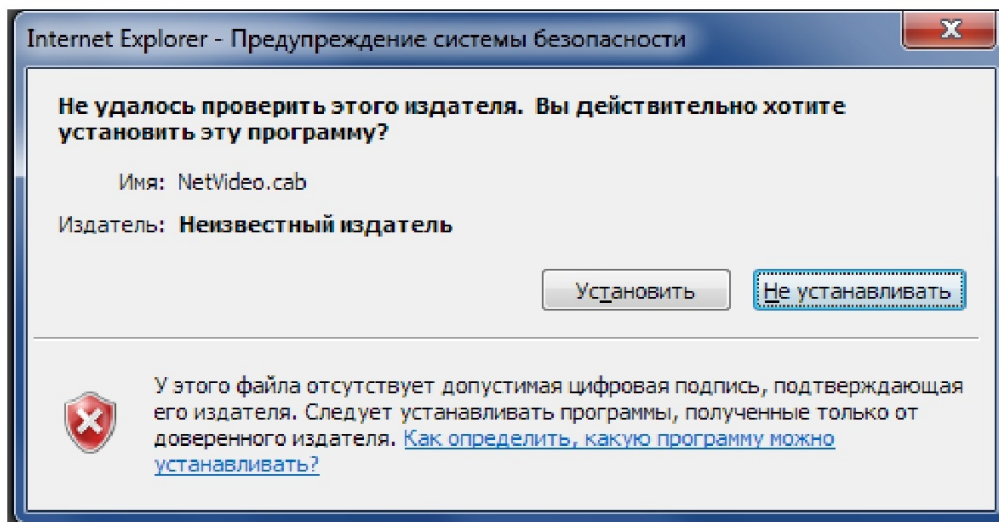 Internet Explorer - Предупреждение системы безопасности
Не удалось проверить этого издателя. Вы действительно хотите
установить эту программу?
Имя: NetVideo.cab
Издатель: Неизвестный издатель
Установить
Не устанавливать
У этого файла отсутствует допустимая цифровая подпись, подтверждающая
его издателя. Следует устанавливать программы, полученные только от
доверенного издателя. Как определить, какую программу можно
устанавливать?